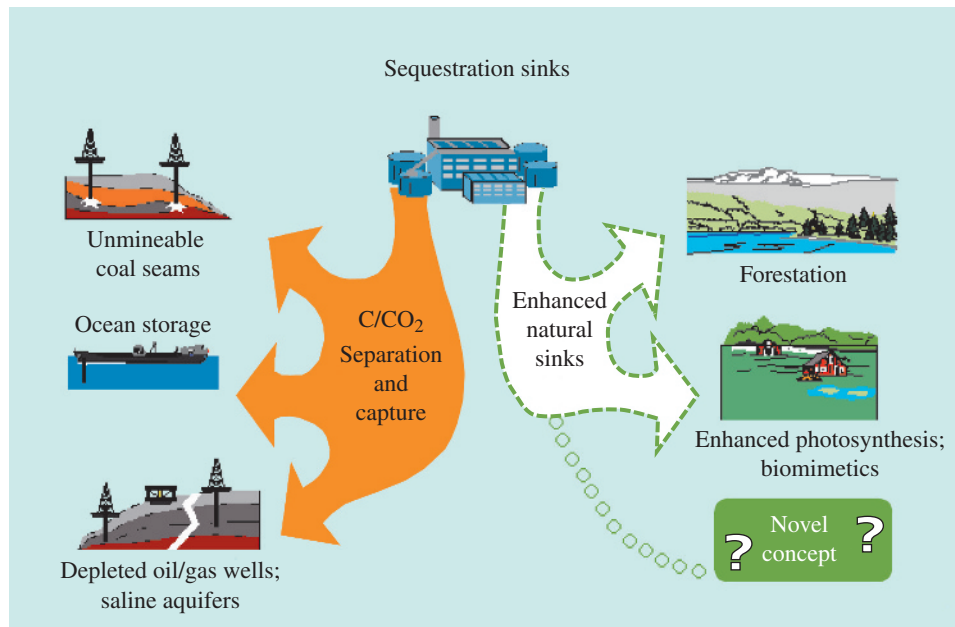 Sequestration sinks
Unmineable
coal seams
Ocean storage
Depleted oil/gas wells;
saline aquifers
C/CO₂
Separation
and
capture
Enhanced
natural
sinks
Forestation
Enhanced photosynthesis;
biomimetics
? Novel ?
concept